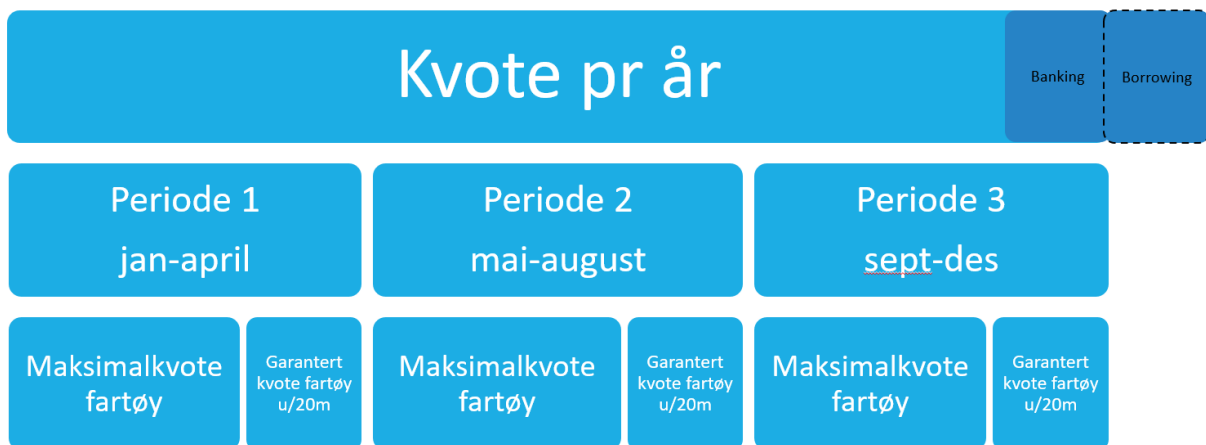 Kvote pr år
Banking
Borrowing
Periode 1
jan-april
Periode 2
mai-august
Periode 3
sept-des
Maksimalkvote
fartøy
Garantert
kvote fartøy
u/20m
Maksimalkvote
fartøy
Garantert
kvote fartøy
u/20m
Maksimalkvote
fartøy
Garantert
kvote fartøy
u/20m